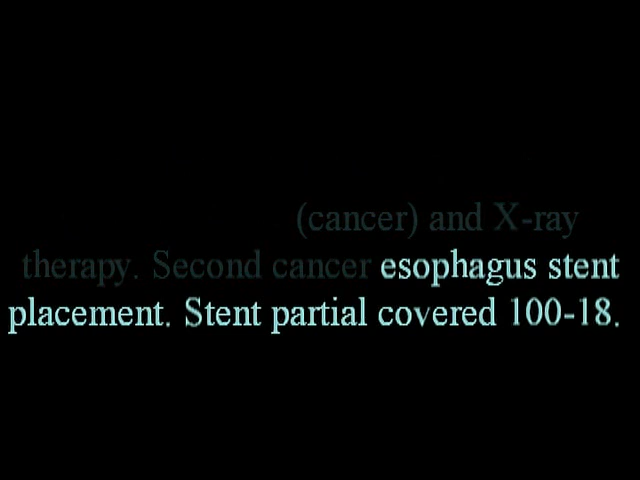 (cancer) and X-ray
therapy. Second cancer esophagus stent
placement. Stent partial covered 100-18.